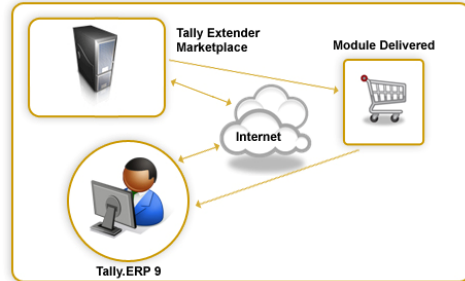 Tally Extender
Marketplace
Module Delivered
Internet
Tally.ERP 9